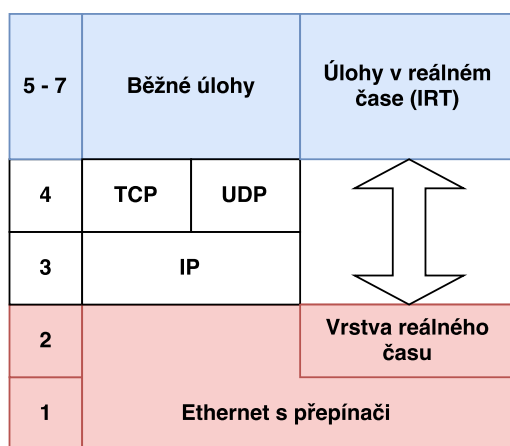 5 - 7
Běžné úlohy
Úlohy v reálném
čase (IRT)
4
TCP
UDP
3
IP
2
Vrstva reálného
času
1
Ethernet s přepínači